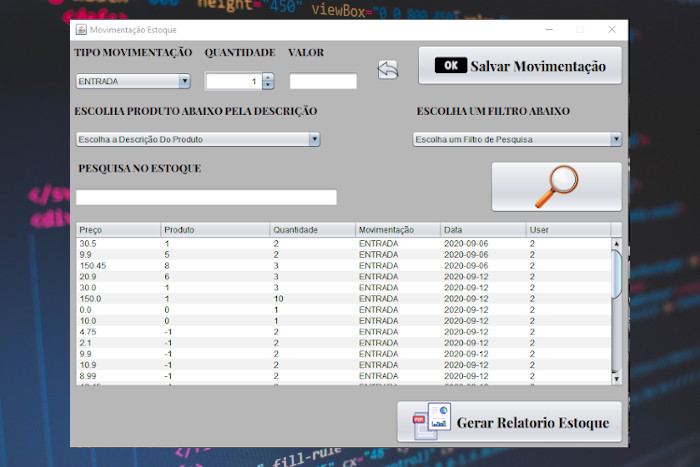 height="450" viewBox="0 0 800 450"
Movimentação Estoque
TIPO MOVIMENTAÇÃO QUANTIDADE VALOR
ENTRADA 1
OK Salvar Movimentação
ESCOLHA PRODUTO ABAIXO PELA DESCRIÇÃO ESCOLHA UM FILTRO ABAIXO
Escolha a Descrição Do Produto Escolha um Filtro de Pesquisa
PESQUISA NO ESTOQUE
</sv
<div
Preço Produto Quantidade Movimentação Data User
30.5 1 2 ENTRADA 2020-09-06 2
9.9 5 2 ENTRADA 2020-09-06 2
150.45 8 3 ENTRADA 2020-09-06 2
20.9 6 3 ENTRADA 2020-09-12 2
30.0 1 3 ENTRADA 2020-09-12 2
150.0 1 10 ENTRADA 2020-09-12 2
0.0 0 1 ENTRADA 2020-09-12 2
10.0 0 1 ENTRADA 2020-09-12 2
4.75 -1 2 ENTRADA 2020-09-12 2
2.1 -1 2 ENTRADA 2020-09-12 2
9.9 -1 2 ENTRADA 2020-09-12 2
10.9 -1 2 ENTRADA 2020-09-12 2
8.99 -1 2 ENTRADA 2020-09-12 2
PDF Gerar Relatorio Estoque
fill-rule